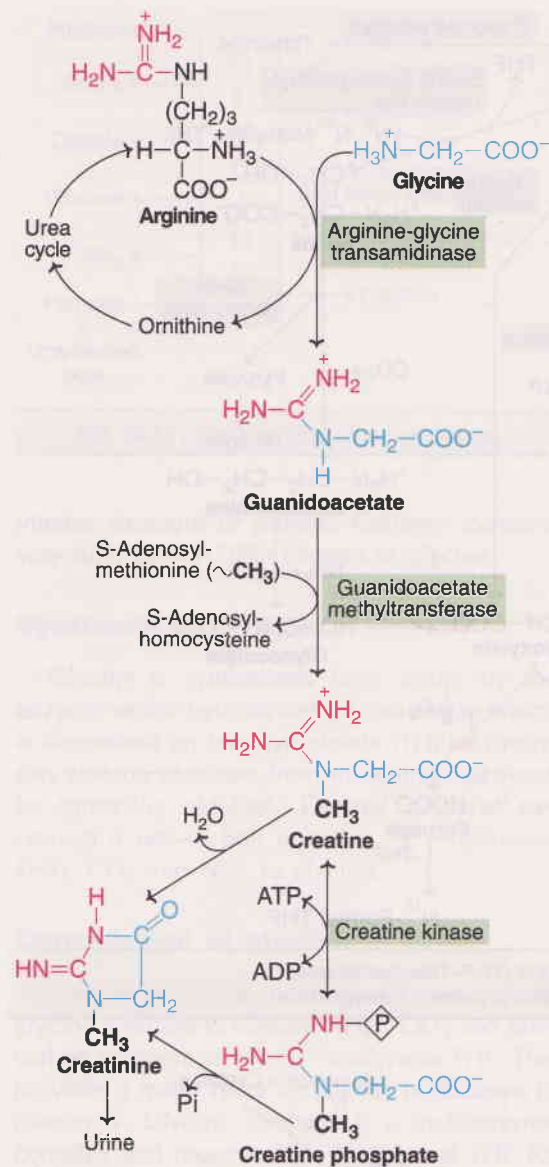 +
NH₂
H₂N—C—NH
(CH₂)₃
H—C—N⁺H₃
COO⁻
Arginine
H₃N⁺—CH₂—COO⁻
Glycine
Urea
cycle
Arginine-glycine
transamidinase
Ornithine
+
NH₂
H₂N—C
N—CH₂—COO⁻
H
Guanidoacetate
S-Adenosyl-
methionine (~CH₃)
Guanidoacetate
methyltransferase
S-Adenosyl-
homocysteine
+
NH₂
H₂N—C
N—CH₂—COO⁻
CH₃
Creatine
H₂O
ATP
Creatine kinase
ADP
H
N
C
O
HN=C
N—CH₂
CH₃
Creatinine
Urine
NH—P
H₂N—C
N—CH₂—COO⁻
CH₃
Pi
Creatine phosphate